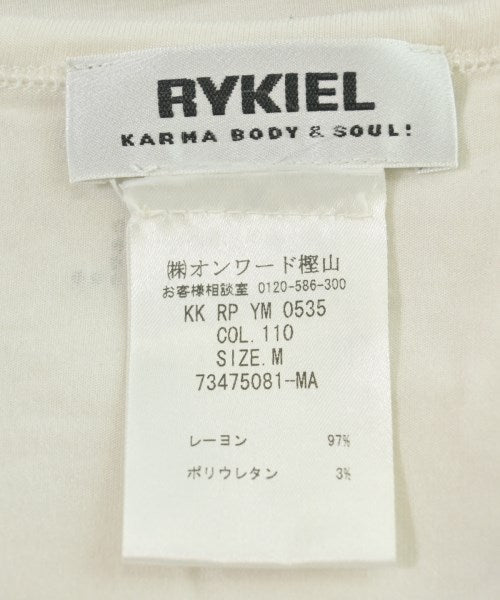 RYKIEL
KARMA BODY & SOUL!
㈱オンワード樫山
お客様相談室 0120-586-300
KK RP YM 0535
COL.110
SIZE.M
73475081--MA
レーヨン 97%
ポリウレタン 3%